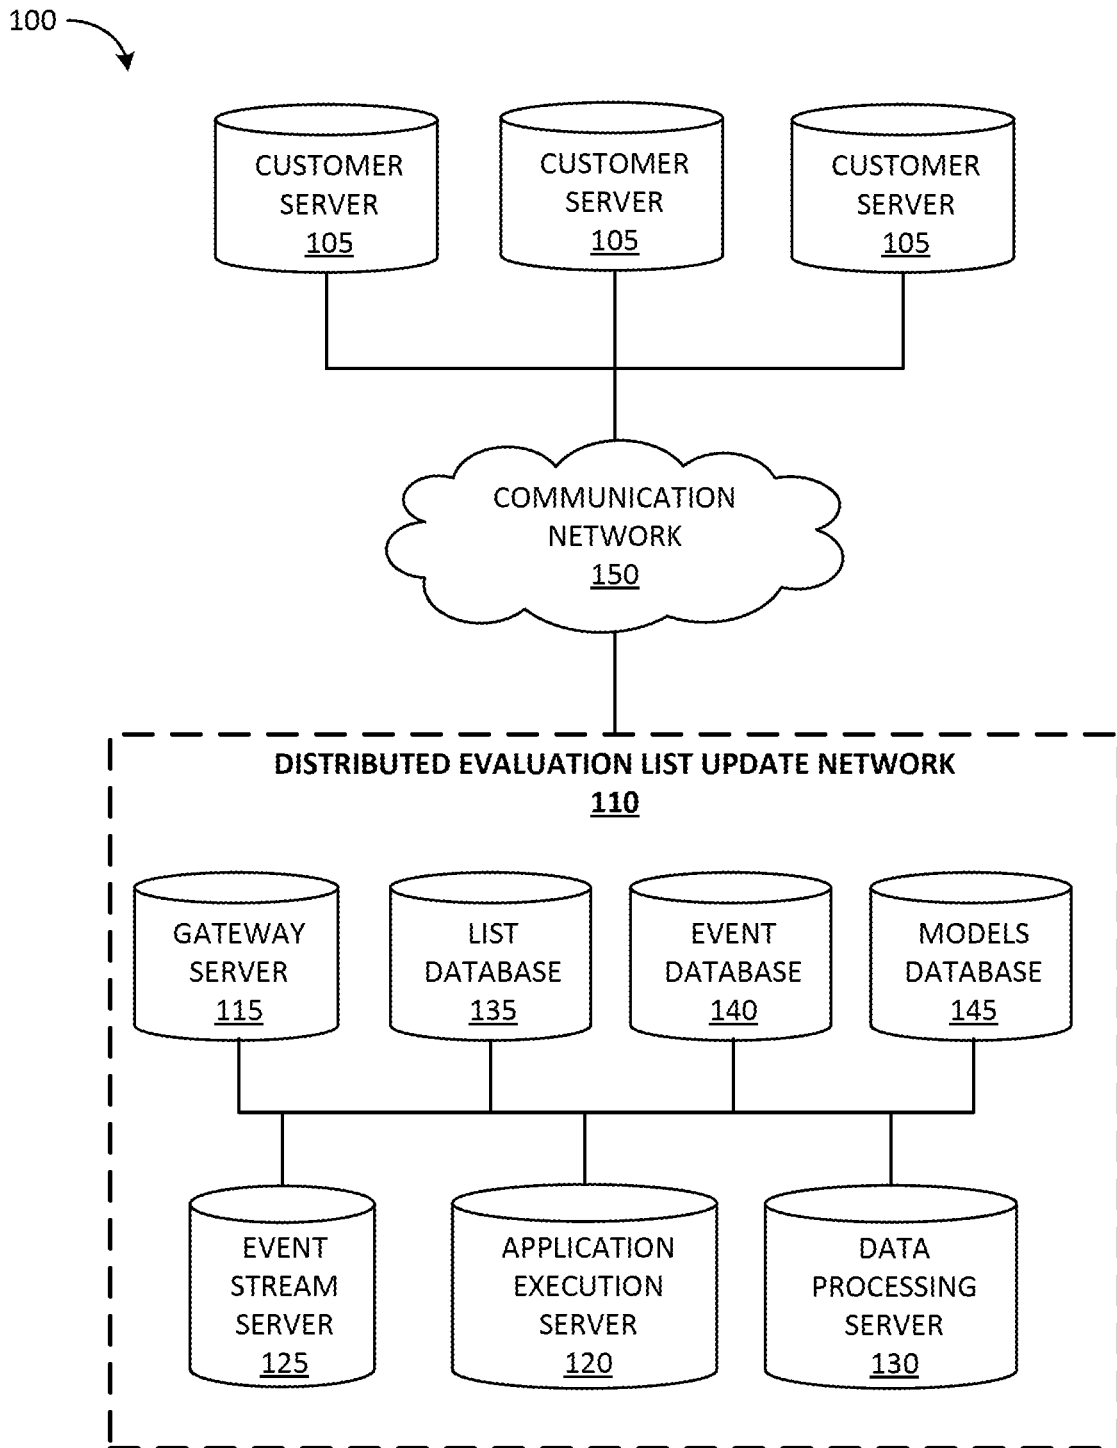 100
CUSTOMER
SERVER
105
CUSTOMER
SERVER
105
CUSTOMER
SERVER
105
COMMUNICATION
NETWORK
150
DISTRIBUTED EVALUATION LIST UPDATE NETWORK
110
GATEWAY
SERVER
115
LIST
DATABASE
135
EVENT
DATABASE
140
MODELS
DATABASE
145
EVENT
STREAM
SERVER
125
APPLICATION
EXECUTION
SERVER
120
DATA
PROCESSING
SERVER
130